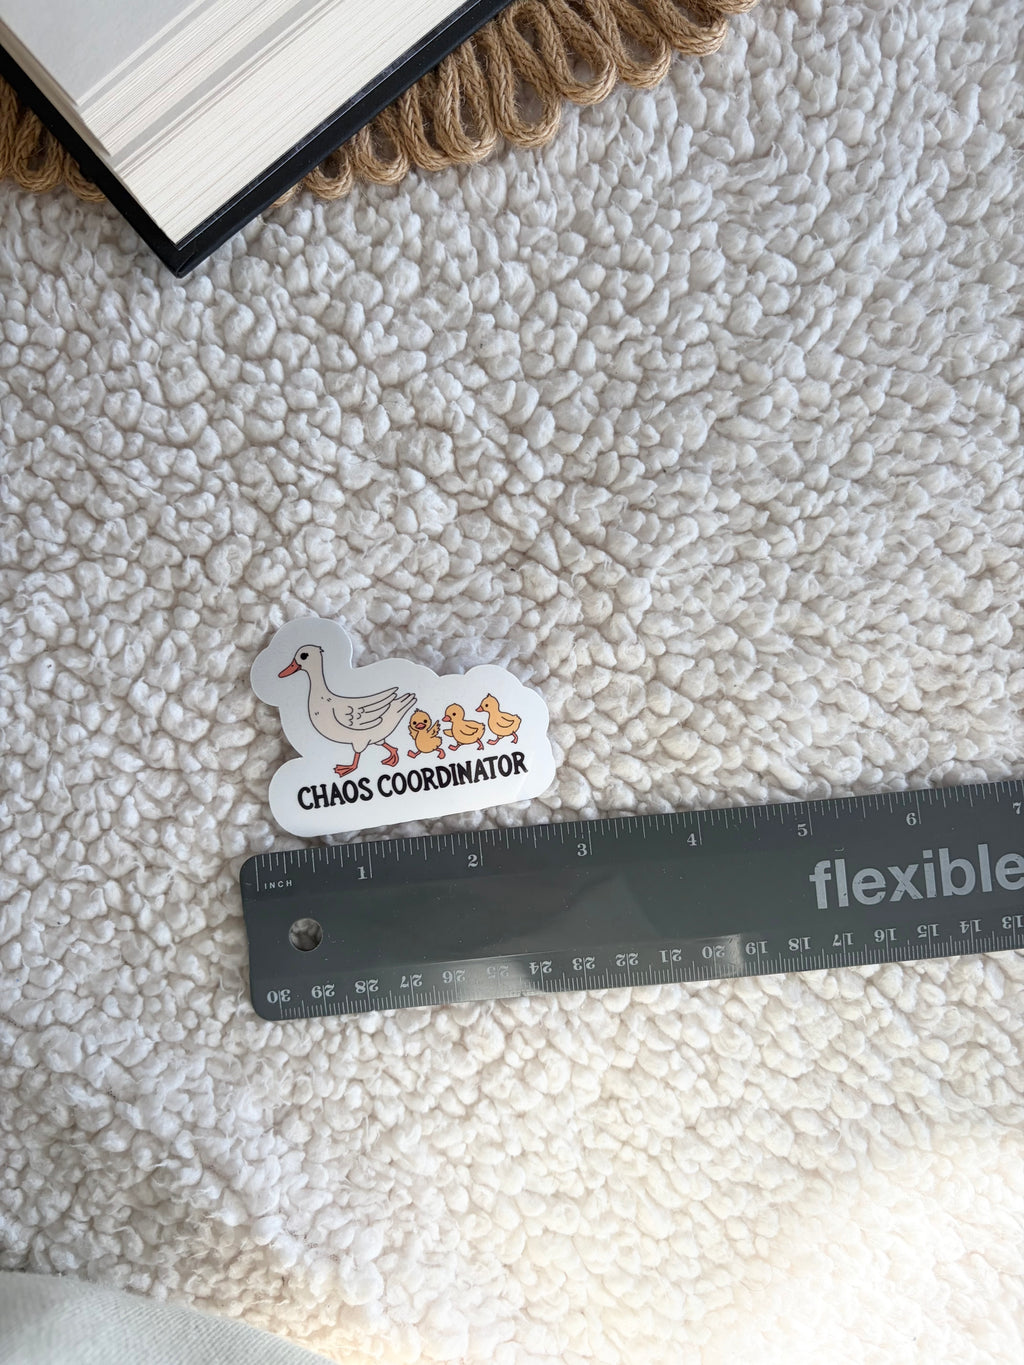 CHAOS COORDINATOR
1 2 3 4 5 6 7
INCH
flexible
30 29 28 27 26 25 24 23 22 21 20 19 18 17 16 15 14 13